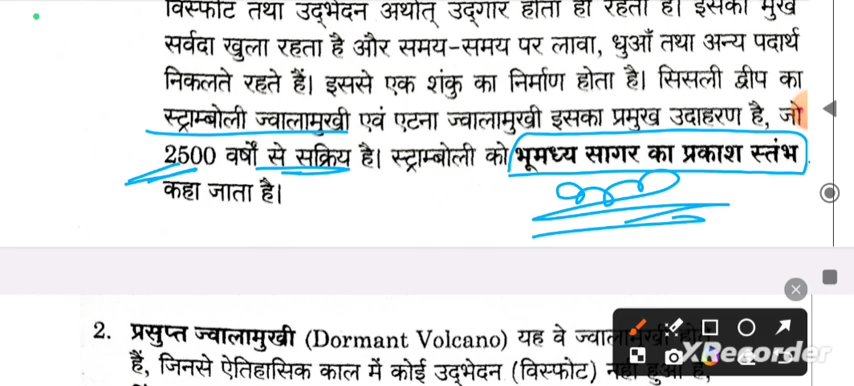 विस्फोट तथा उद्भेदन अर्थात् उद्गार होता ही रहता है। इसका मुख
सर्वदा खुला रहता है और समय-समय पर लावा, धुआँ तथा अन्य पदार्थ
निकलते रहते हैं। इससे एक शंकु का निर्माण होता है। सिसली द्वीप का
स्ट्राम्बोली ज्वालामुखी एवं एटना ज्वालामुखी इसका प्रमुख उदाहरण है, जो
2500 वर्षों से सक्रिय है। स्ट्राम्बोली को भूमध्य सागर का प्रकाश स्तंभ
कहा जाता है।
2. प्रसुप्त ज्वालामुखी (Dormant Volcano) यह वे
हैं, जिनसे ऐतिहासिक काल में कोई उद्भेदन (विस्फोट) नहीं हुआ है,
XRecorder